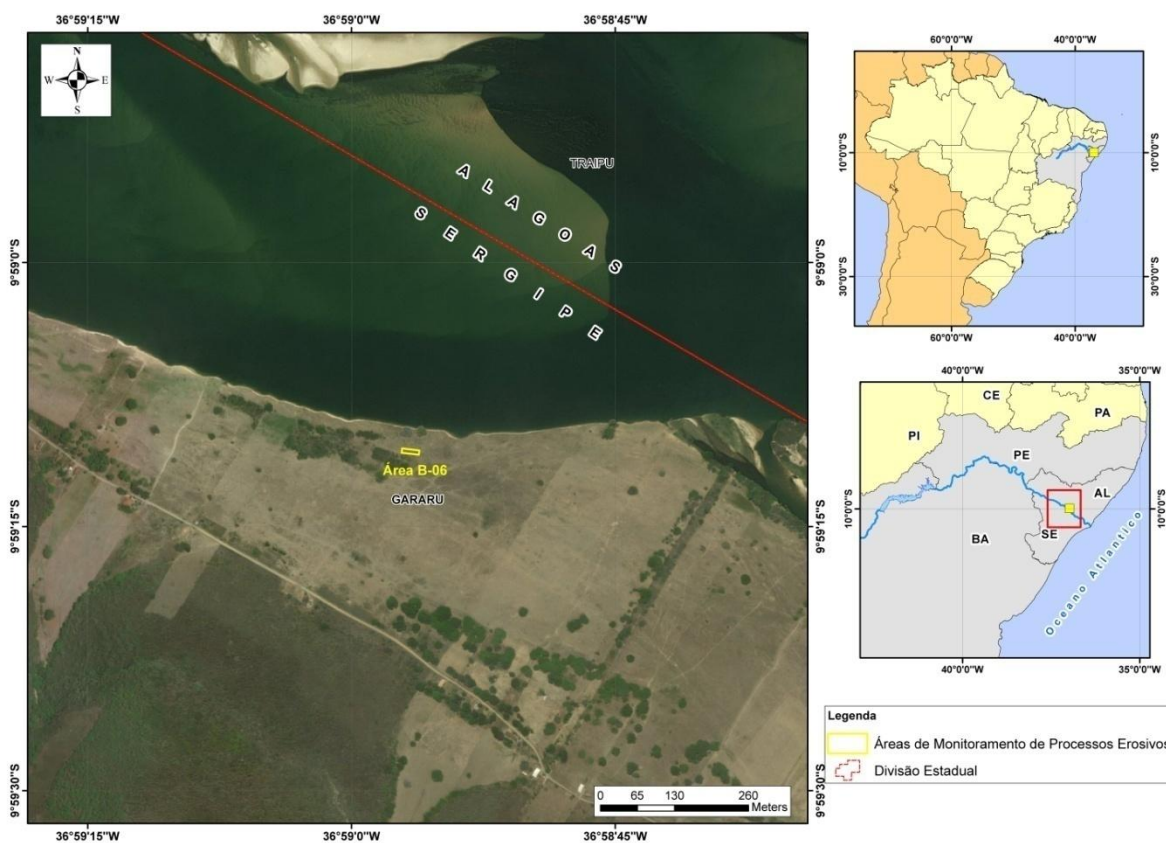 36°59'15"W 36°59'0"W 36°58'45"W
N
W E
S
9°59'0"S
9°59'15"S
9°59'30"S
ALAGOAS
SERGIPE
TRAIPU
Área B-06
GARARU
0 65 130 260
Meters
9°59'0"S
9°59'15"S
9°59'30"S
36°59'15"W 36°59'0"W 36°58'45"W
60°0'0"W 40°0'0"W
10°0'0"S
30°0'0"S
10°0'0"S
30°0'0"S
60°0'0"W 40°0'0"W
40°0'0"W 35°0'0"W
CE
PA
PI
PE
AL
SE
BA
Oceano Atlantico
10°0'0"S
10°0'0"S
40°0'0"W 35°0'0"W
Legenda
Áreas de Monitoramento de Processos Erosivos
Divisão Estadual